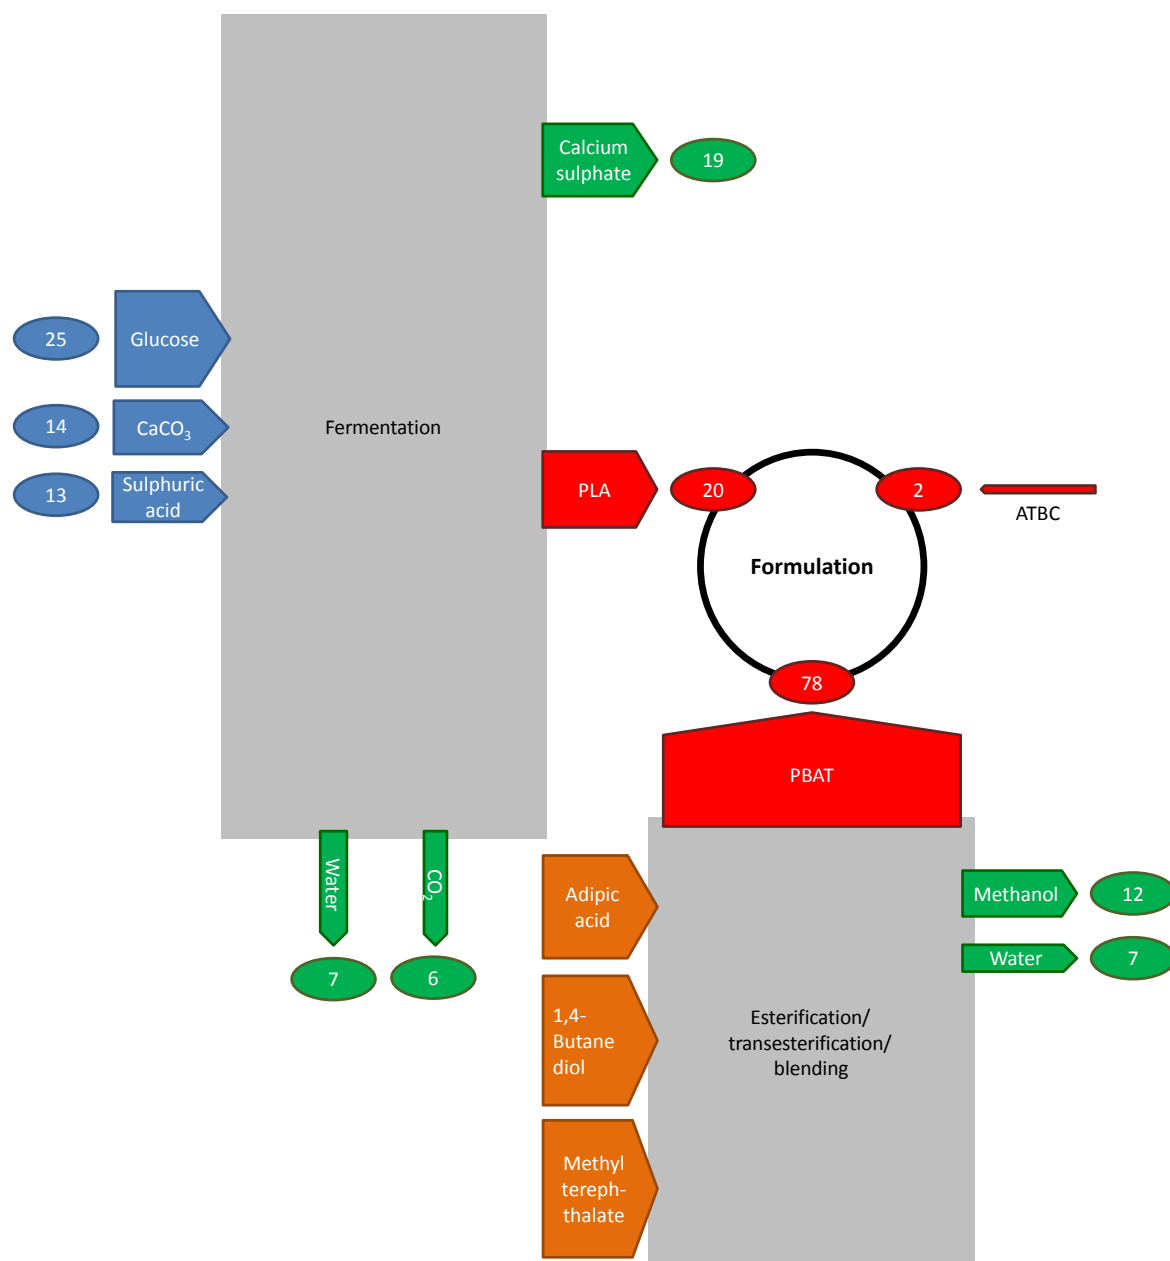 Calcium
sulphate
19
25
Glucose
14
CaCO₃
Fermentation
13
Sulphuric
acid
PLA
20
2
ATBC
Formulation
78
PBAT
Water
CO₂
7
6
Adipic
acid
Methanol
12
Water
7
1,4-
Butane
diol
Esterification/
transesterification/
blending
Methyl
tereph-
thalate